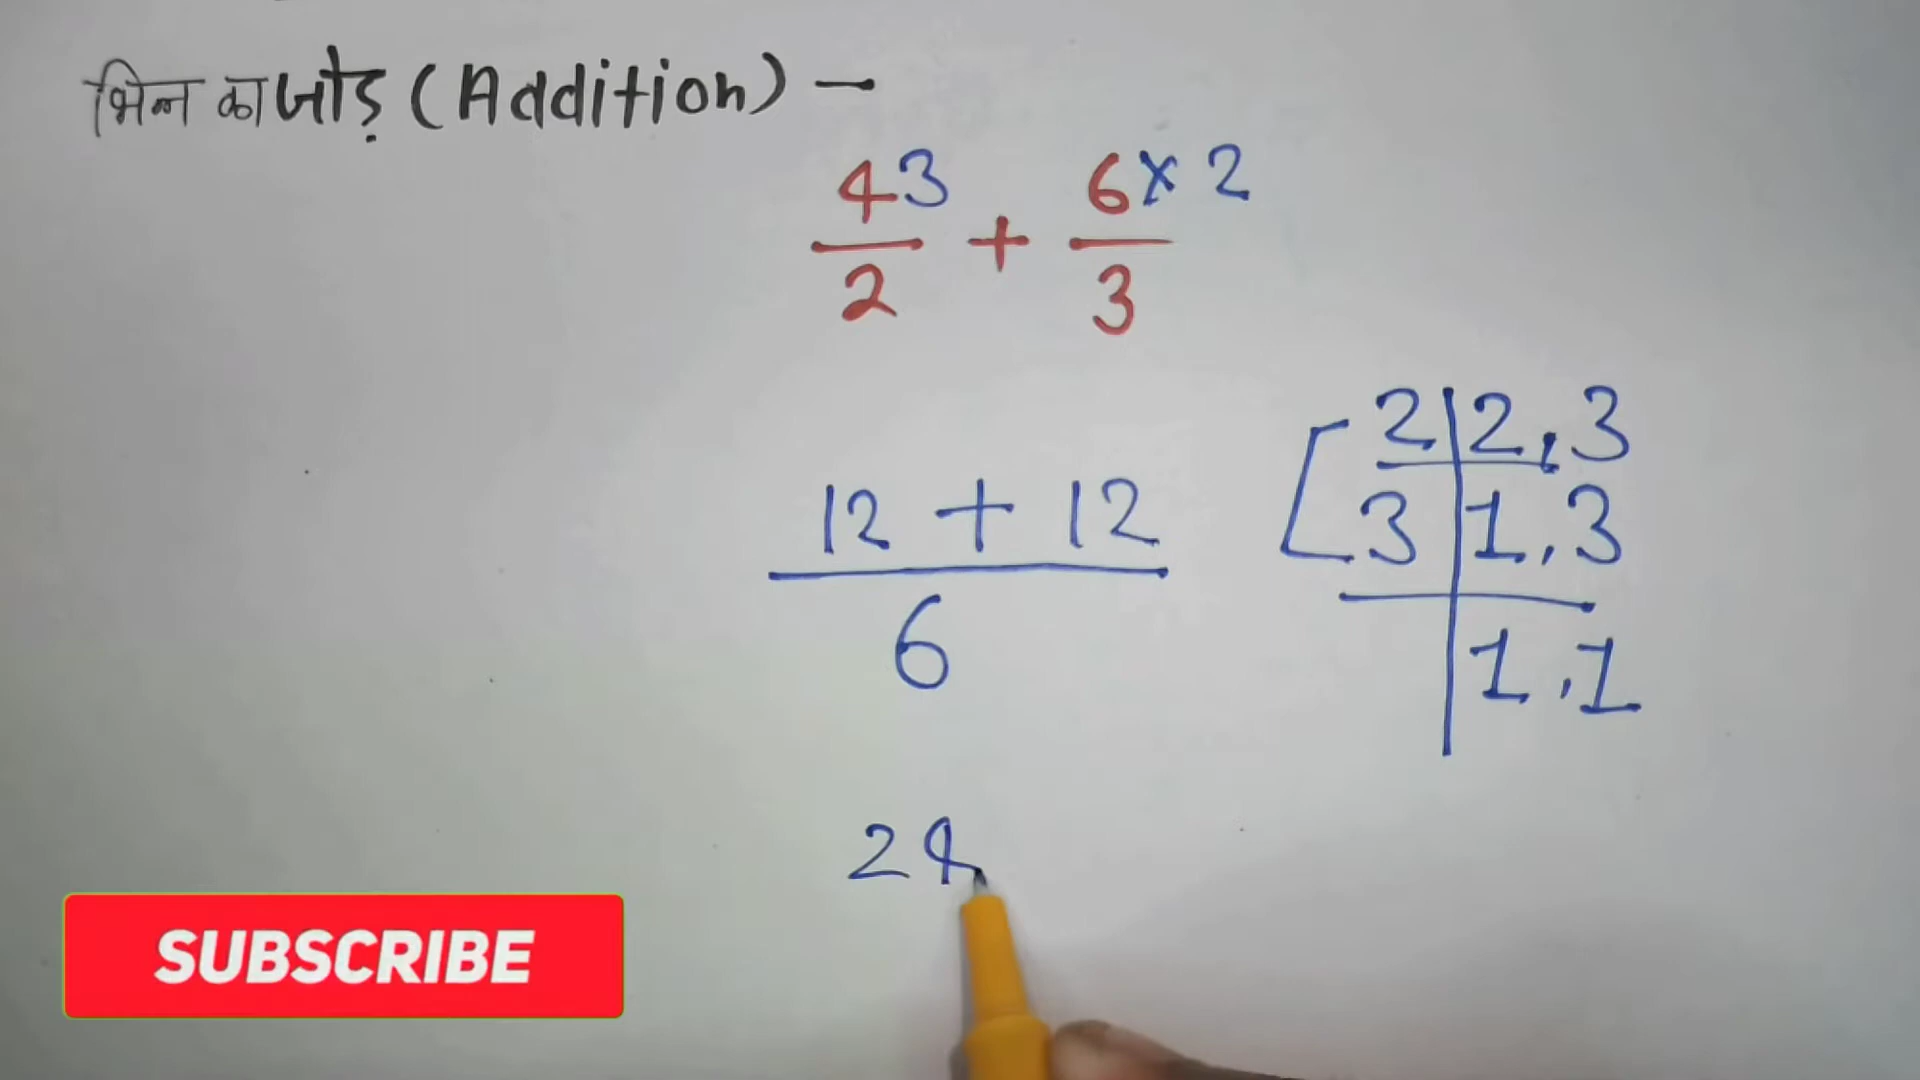 भिन्न का जोड़ (Addition) -
4 3 6 x 2
+
2 3
12 + 12
6
2 | 2, 3
3 | 1, 3
1, 1
24
SUBSCRIBE